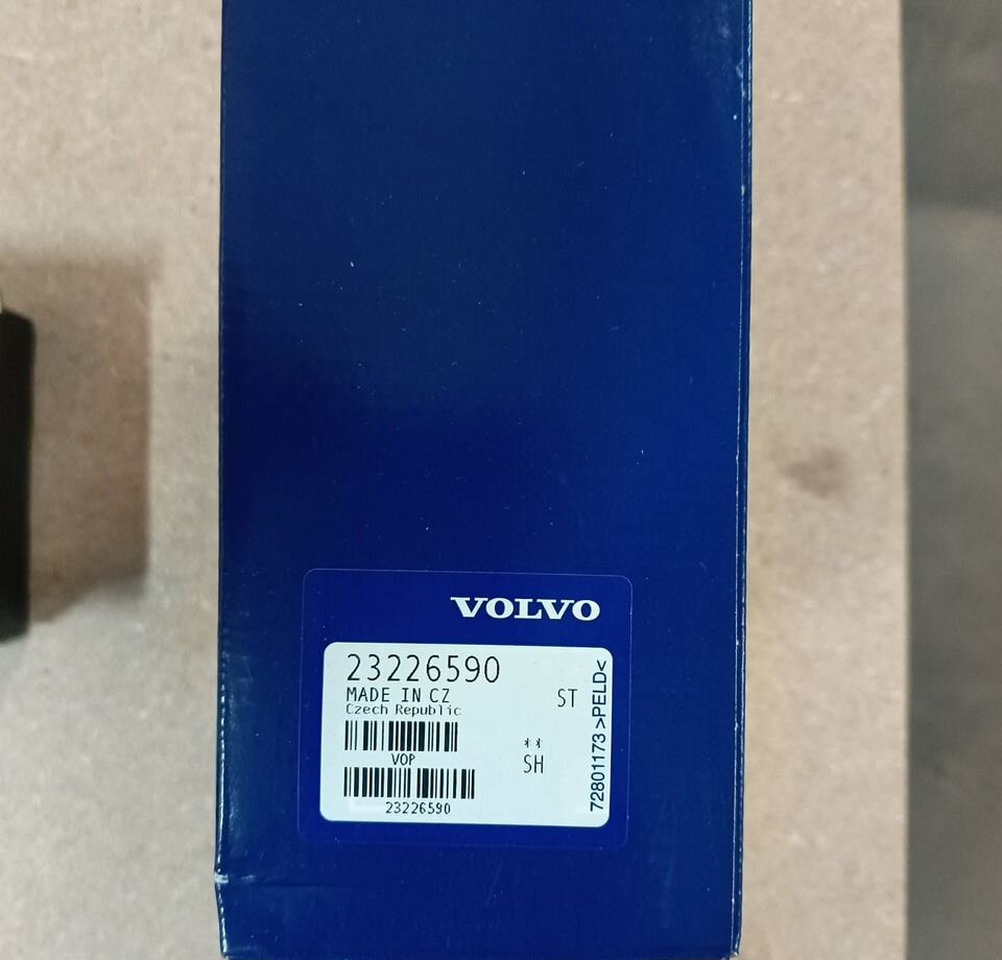 VOLVO
23226590
MADE IN CZ
ST
Czech Republic
**
VOP
SH
23226590
72801173 >PELD<